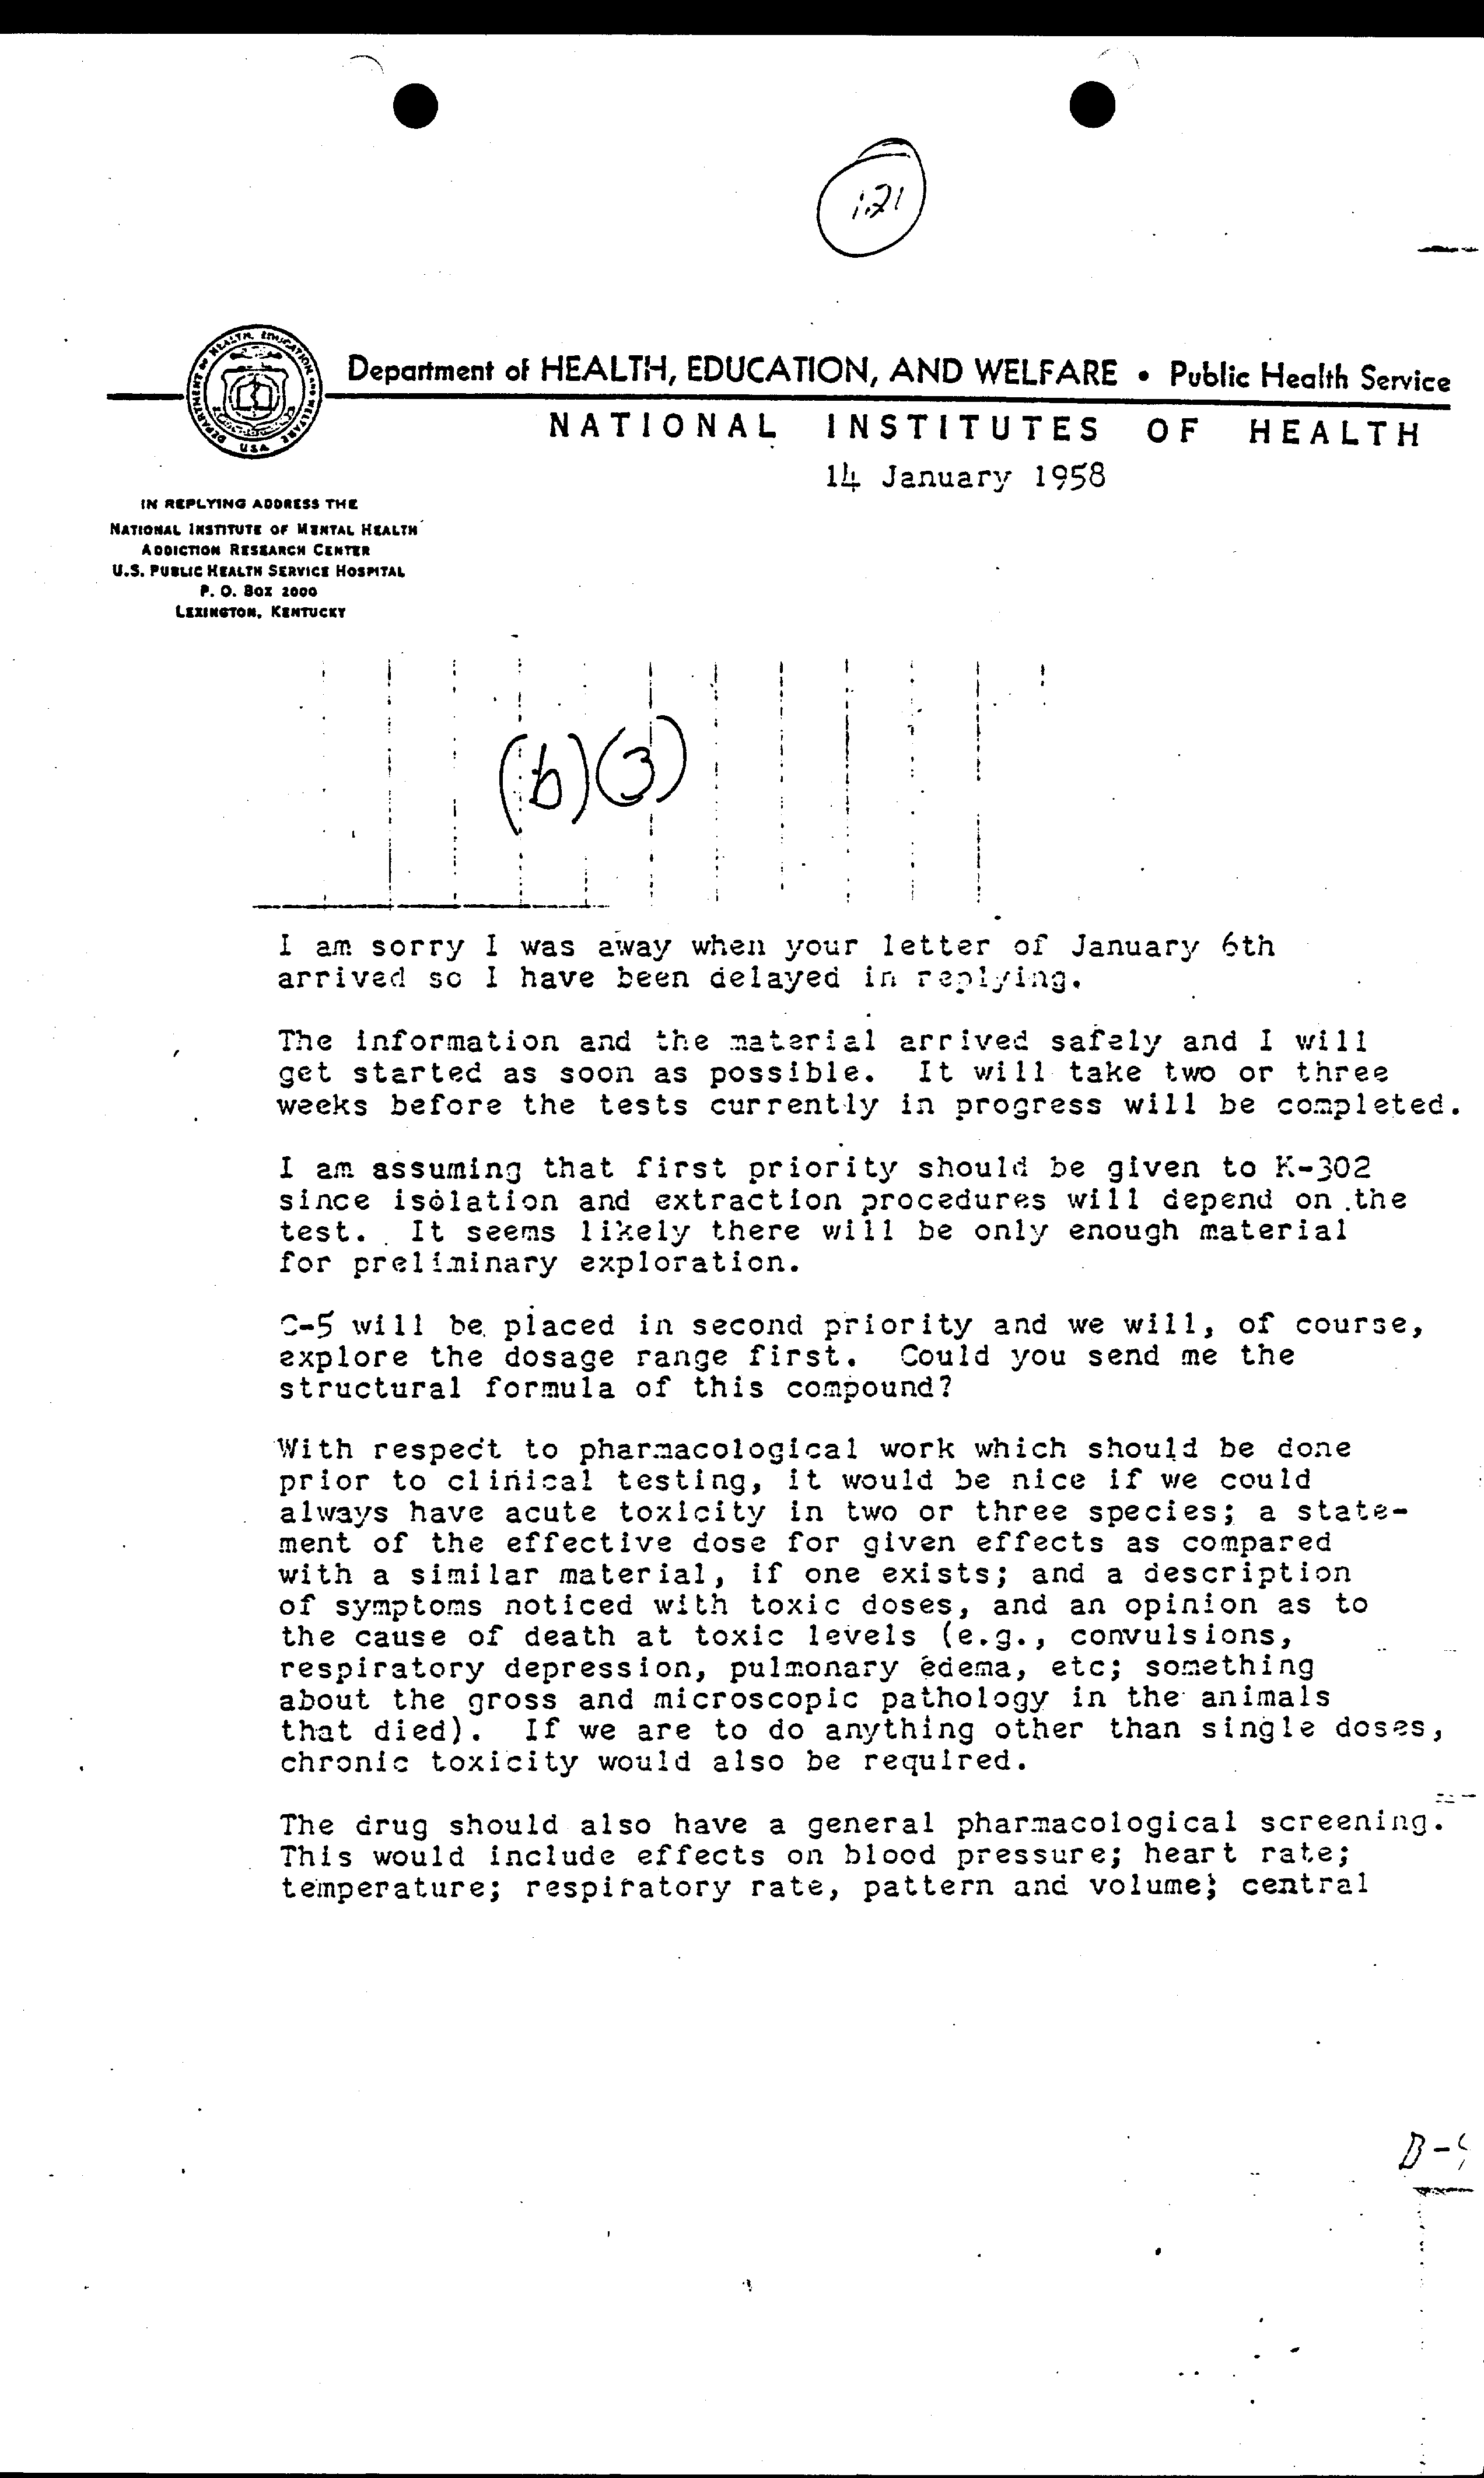 121
DEPARTMENT OF HEALTH, EDUCATION AND WELFARE
USA
Department of HEALTH, EDUCATION, AND WELFARE • Public Health Service
NATIONAL INSTITUTES OF HEALTH
14 January 1958
IN REPLYING ADDRESS THE
NATIONAL INSTITUTE OF MENTAL HEALTH
ADDICTION RESEARCH CENTER
U.S. PUBLIC HEALTH SERVICE HOSPITAL
P. O. BOX 2000
LEXINGTON, KENTUCKY
(b)(3)
I am sorry I was away when your letter of January 6th
arrived so I have been delayed in replying.
The information and the material arrived safely and I will
get started as soon as possible. It will take two or three
weeks before the tests currently in progress will be completed.
I am assuming that first priority should be given to K-302
since isolation and extraction procedures will depend on the
test. It seems likely there will be only enough material
for preliminary exploration.
C-5 will be placed in second priority and we will, of course,
explore the dosage range first. Could you send me the
structural formula of this compound?
With respect to pharmacological work which should be done
prior to clinical testing, it would be nice if we could
always have acute toxicity in two or three species; a state-
ment of the effective dose for given effects as compared
with a similar material, if one exists; and a description
of symptoms noticed with toxic doses, and an opinion as to
the cause of death at toxic levels (e.g., convulsions,
respiratory depression, pulmonary edema, etc; something
about the gross and microscopic pathology in the animals
that died). If we are to do anything other than single doses,
chronic toxicity would also be required.
The drug should also have a general pharmacological screening.
This would include effects on blood pressure; heart rate;
temperature; respiratory rate, pattern and volume; central